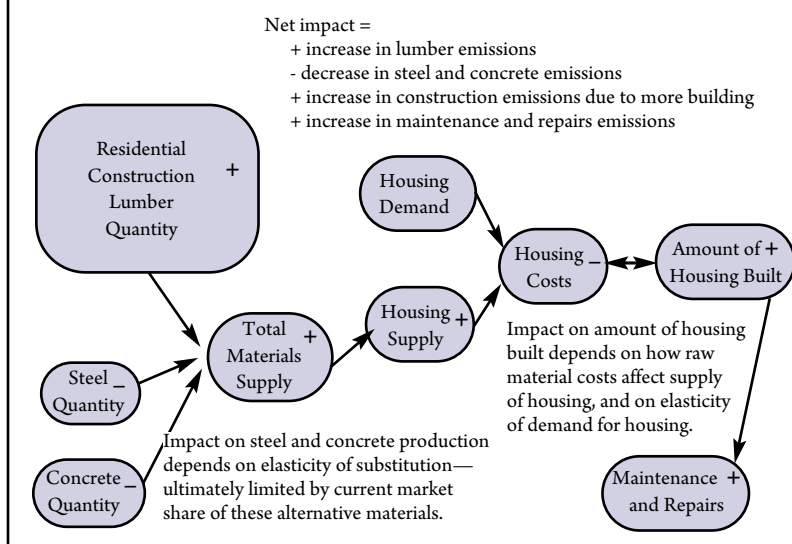 Net impact =
+ increase in lumber emissions
- decrease in steel and concrete emissions
+ increase in construction emissions due to more building
+ increase in maintenance and repairs emissions
Residential
Construction +
Lumber
Quantity
Housing
Demand
Housing –
Costs
Amount of +
Housing Built
Housing
Supply +
Total +
Materials
Supply
Steel –
Quantity
Concrete –
Quantity
Impact on amount of housing
built depends on how raw
material costs affect supply
of housing, and on elasticity
of demand for housing.
Impact on steel and concrete production
depends on elasticity of substitution—
ultimately limited by current market
share of these alternative materials.
Maintenance +
and Repairs